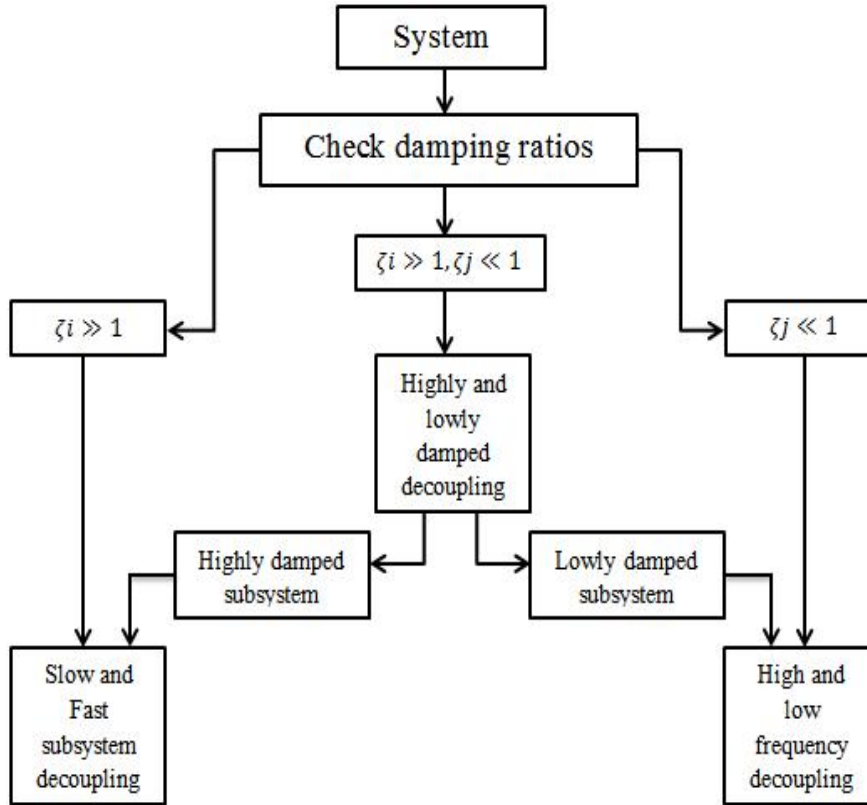 System
Check damping ratios
ζi ≫ 1, ζj ≪ 1
ζi ≫ 1
ζj ≪ 1
Highly and
lowly
damped
decoupling
Highly damped
subsystem
Lowly damped
subsystem
Slow and
Fast
subsystem
decoupling
High and
low
frequency
decoupling